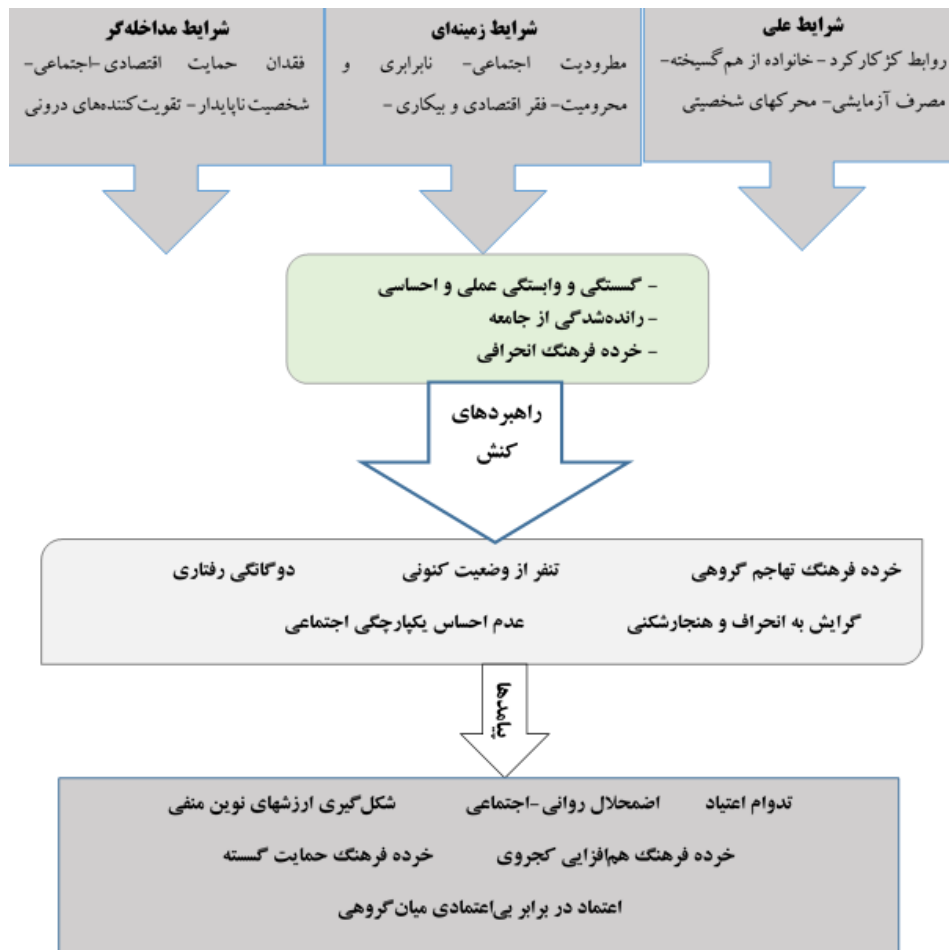 شرایط علی
روابط کژکارکرد-خانواده از هم‌گسیخته-
مصرف آزمایشی- محرکهای شخصیتی
شرایط زمینه‌ای
مطرودیت اجتماعی- نابرابری و
محرومیت- فقر اقتصادی و بیکاری-
شرایط مداخله‌گر
فقدان حمایت اقتصادی-اجتماعی-
شخصیت ناپایدار- تقویت‌کننده‌های درونی
- گسستگی و وابستگی عملی و احساسی
- رانده‌شدگی از جامعه
- خرده فرهنگ انحرافی
راهبردهای
کنش
خرده فرهنگ تهاجم گروهی تنفر از وضعیت کنونی دوگانگی رفتاری
گرایش به انحراف و هنجارشکنی عدم احساس یکپارچگی اجتماعی
پیامدها
تدوام اعتیاد اضمحلال روانی-اجتماعی شکل‌گیری ارزشهای نوین منفی
خرده فرهنگ هم‌افزایی کجروی خرده فرهنگ حمایت گسسته
اعتماد در برابر بی‌اعتمادی میان‌گروهی